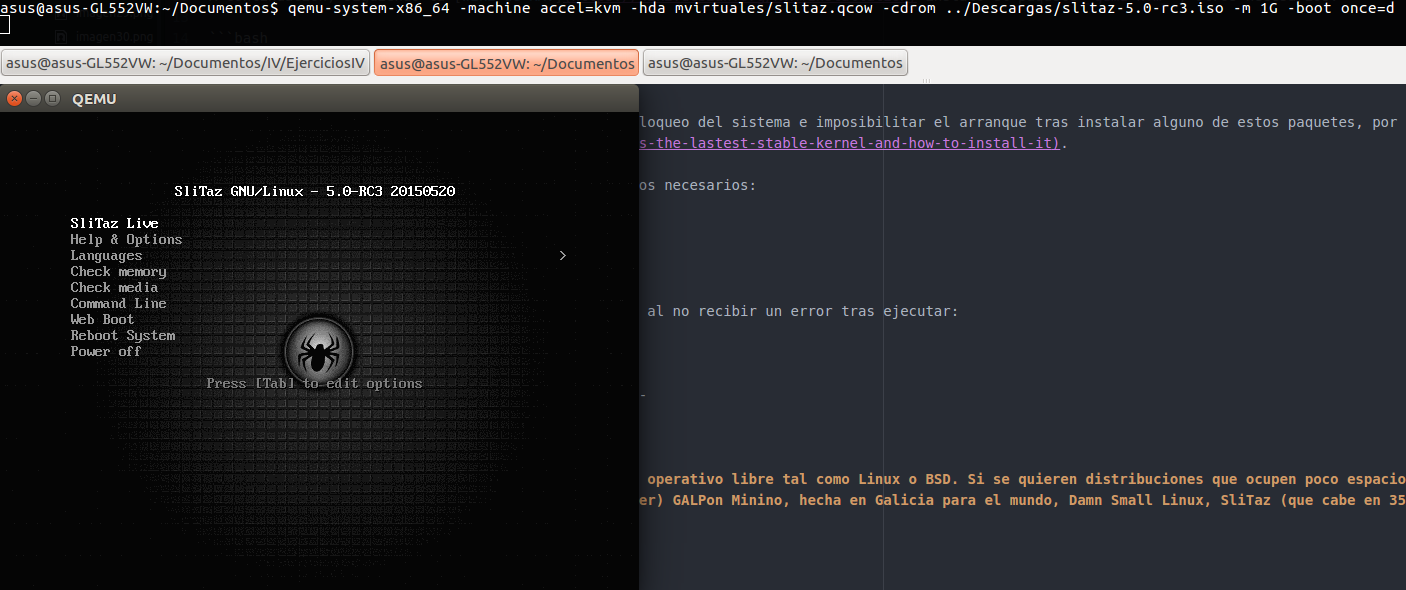 asus@asus-GL552VW:~/Documentos$ qemu-system-x86_64 -machine accel=kvm -hda mvirtuales/slitaz.qcow -cdrom ../Descargas/slitaz-5.0-rc3.iso -m 1G -boot once=d
imagen30.png ```bash
asus@asus-GL552VW: ~/Documentos/IV/EjerciciosIV asus@asus-GL552VW: ~/Documentos asus@asus-GL552VW: ~/Documentos
QEMU
loqueo del sistema e imposibilitar el arranque tras instalar alguno de estos paquetes, por
s-the-lastest-stable-kernel-and-how-to-install-it).
os necesarios:
SliTaz GNU/Linux - 5.0-RC3 20150520
SliTaz Live
Help & Options
Languages >
Check memory
Check media
Command Line
Web Boot
Reboot System
Power off
Press [Tab] to edit options
al no recibir un error tras ejecutar:
-
operativo libre tal como Linux o BSD. Si se quieren distribuciones que ocupen poco espacio
er) GALPon Minino, hecha en Galicia para el mundo, Damn Small Linux, SliTaz (que cabe en 35